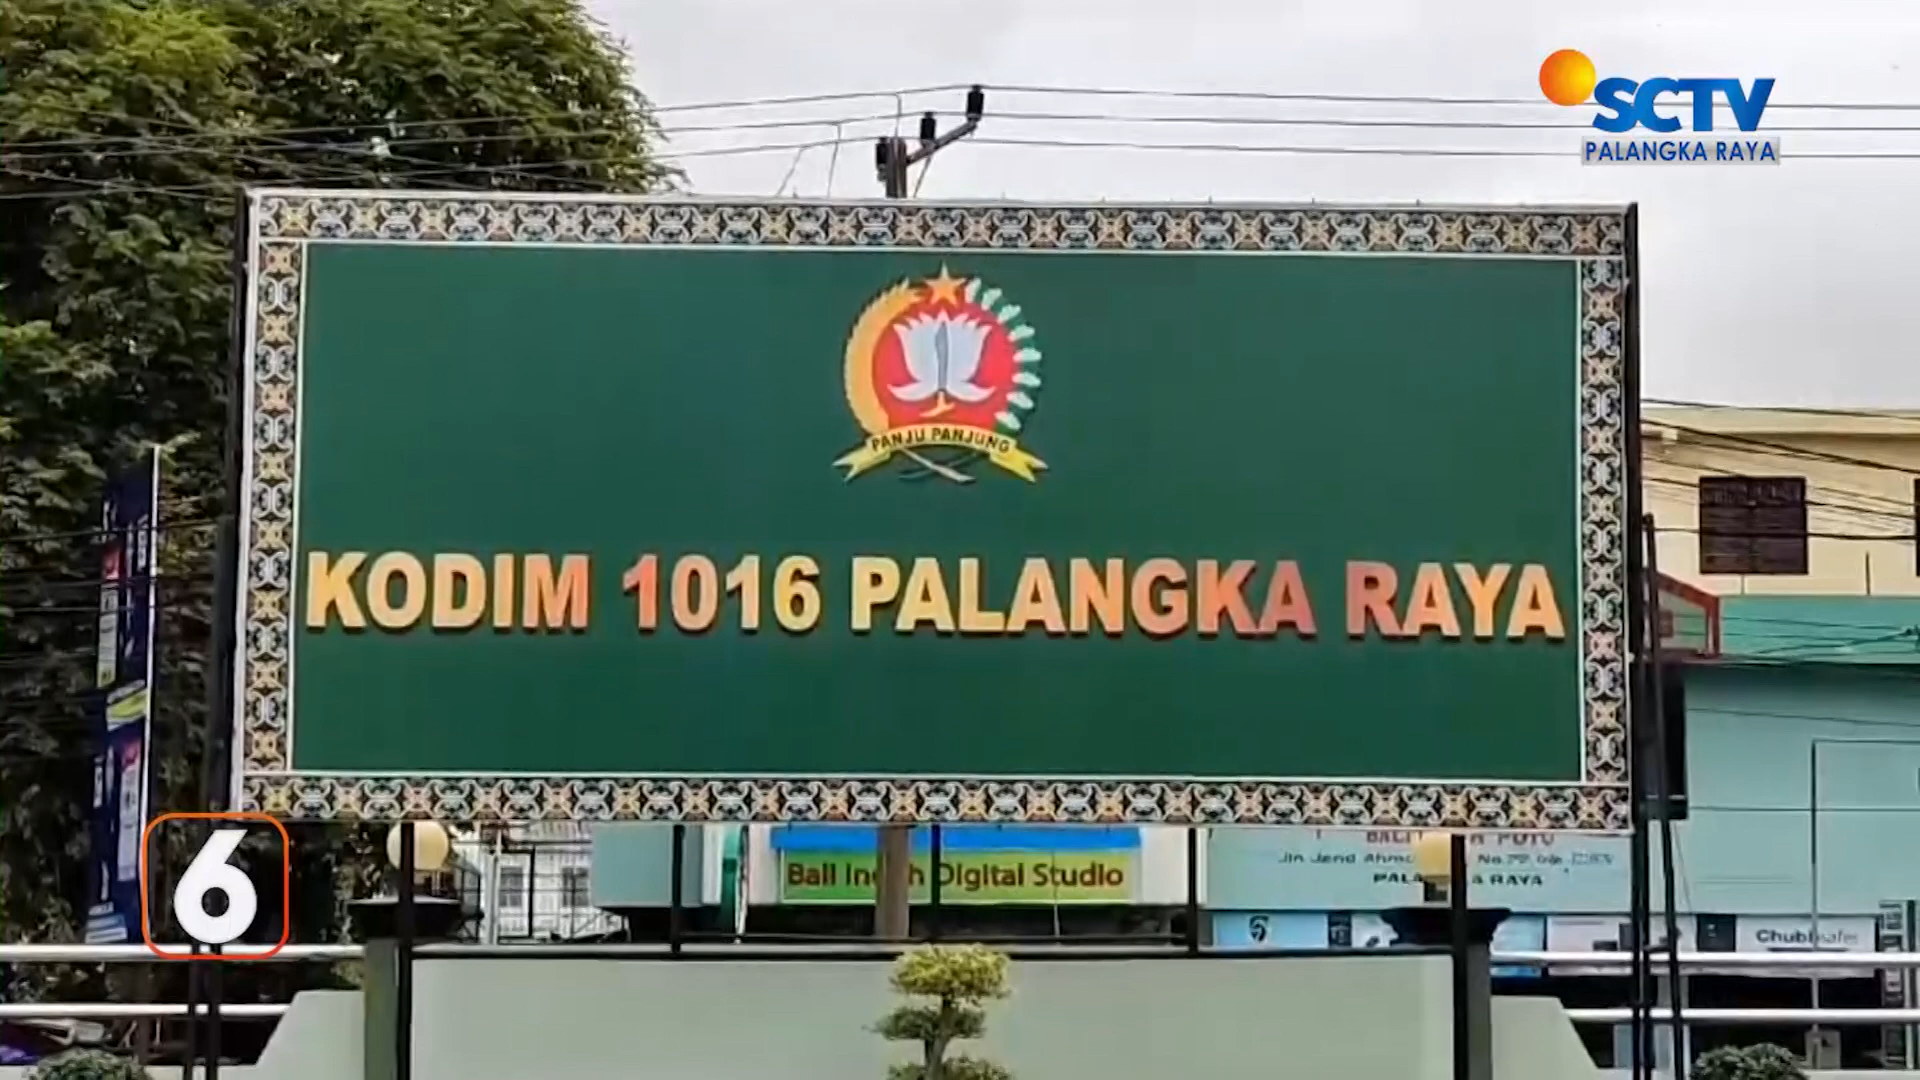 SCTV
PALANGKA RAYA
PANJU PANJUNG
KODIM 1016 PALANGKA RAYA
6
Digital Studio
PALANGKA RAYA